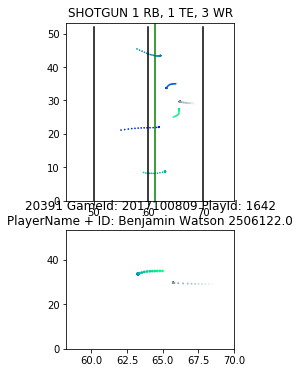 SHOTGUN 1 RB, 1 TE, 3 WR
50
40
30
20
10
0
50 60 70
20391 GameId: 2017100809 PlayId: 1642
PlayerName + ID: Benjamin Watson 2506122.0
40
20
0
60.0 62.5 65.0 67.5 70.0